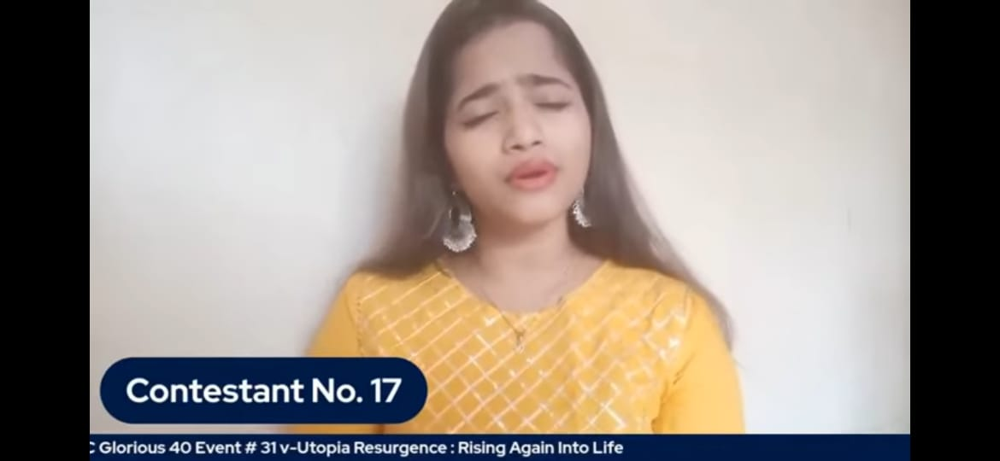 Contestant No. 17
Glorious 40 Event # 31 v-Utopia Resurgence : Rising Again Into Life